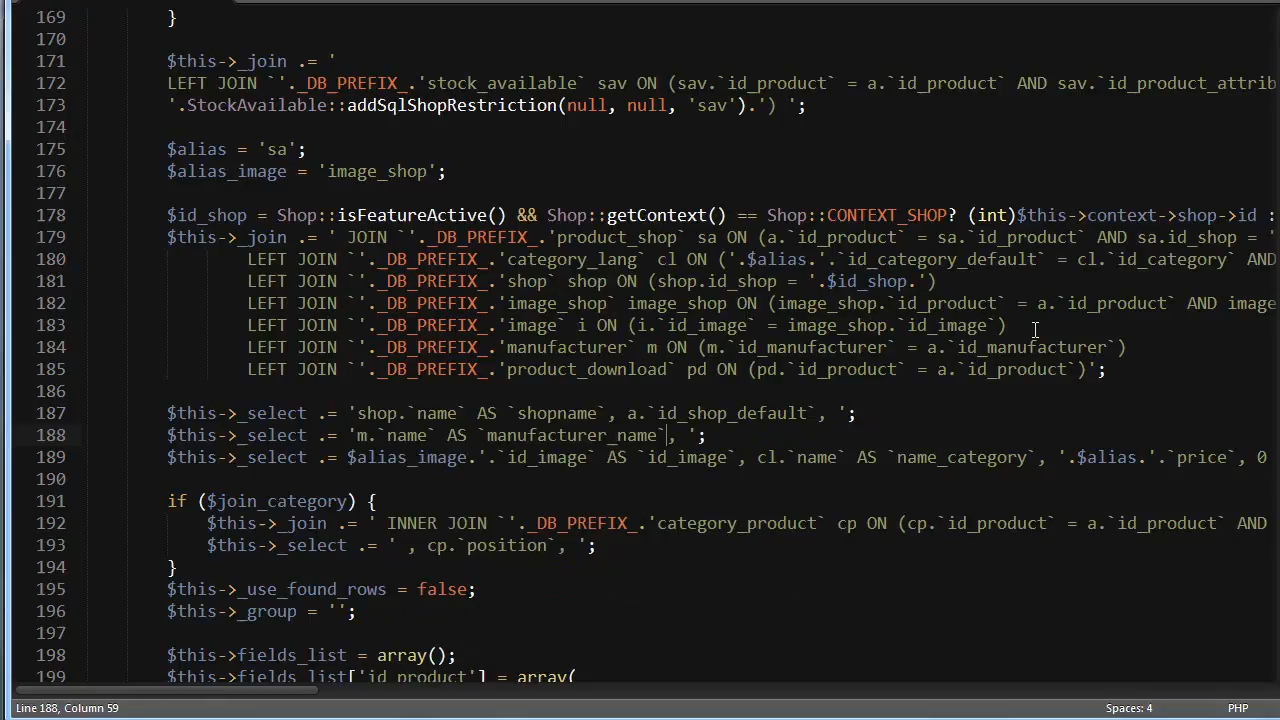 169 }
170
171 $this->_join .= '
172 LEFT JOIN `'._DB_PREFIX_.'stock_available` sav ON (sav.`id_product` = a.`id_product` AND sav.`id_product_attrib
173 '.StockAvailable::addSqlShopRestriction(null, null, 'sav').') ';
174
175 $alias = 'sa';
176 $alias_image = 'image_shop';
177
178 $id_shop = Shop::isFeatureActive() && Shop::getContext() == Shop::CONTEXT_SHOP? (int)$this->context->shop->id :
179 $this->_join .= ' JOIN `'._DB_PREFIX_.'product_shop` sa ON (a.`id_product` = sa.`id_product` AND sa.id_shop = '
180 LEFT JOIN `'._DB_PREFIX_.'category_lang` cl ON ('.$alias.'.`id_category_default` = cl.`id_category` AND
181 LEFT JOIN `'._DB_PREFIX_.'shop` shop ON (shop.id_shop = '.$id_shop.')
182 LEFT JOIN `'._DB_PREFIX_.'image_shop` image_shop ON (image_shop.`id_product` = a.`id_product` AND image
183 LEFT JOIN `'._DB_PREFIX_.'image` i ON (i.`id_image` = image_shop.`id_image`)
184 LEFT JOIN `'._DB_PREFIX_.'manufacturer` m ON (m.`id_manufacturer` = a.`id_manufacturer`)
185 LEFT JOIN `'._DB_PREFIX_.'product_download` pd ON (pd.`id_product` = a.`id_product`)';
186
187 $this->_select .= 'shop.`name` AS `shopname`, a.`id_shop_default`, ';
188 $this->_select .= 'm.`name` AS `manufacturer_name`, ';
189 $this->_select .= $alias_image.'.`id_image` AS `id_image`, cl.`name` AS `name_category`, '.$alias.'.`price`, 0
190
191 if ($join_category) {
192 $this->_join .= ' INNER JOIN `'._DB_PREFIX_.'category_product` cp ON (cp.`id_product` = a.`id_product` AND
193 $this->_select .= ' , cp.`position`, ';
194 }
195 $this->_use_found_rows = false;
196 $this->_group = '';
197
198 $this->fields_list = array();
199 $this->fields_list['id_product'] = array(
Line 188, Column 59 Spaces: 4 PHP